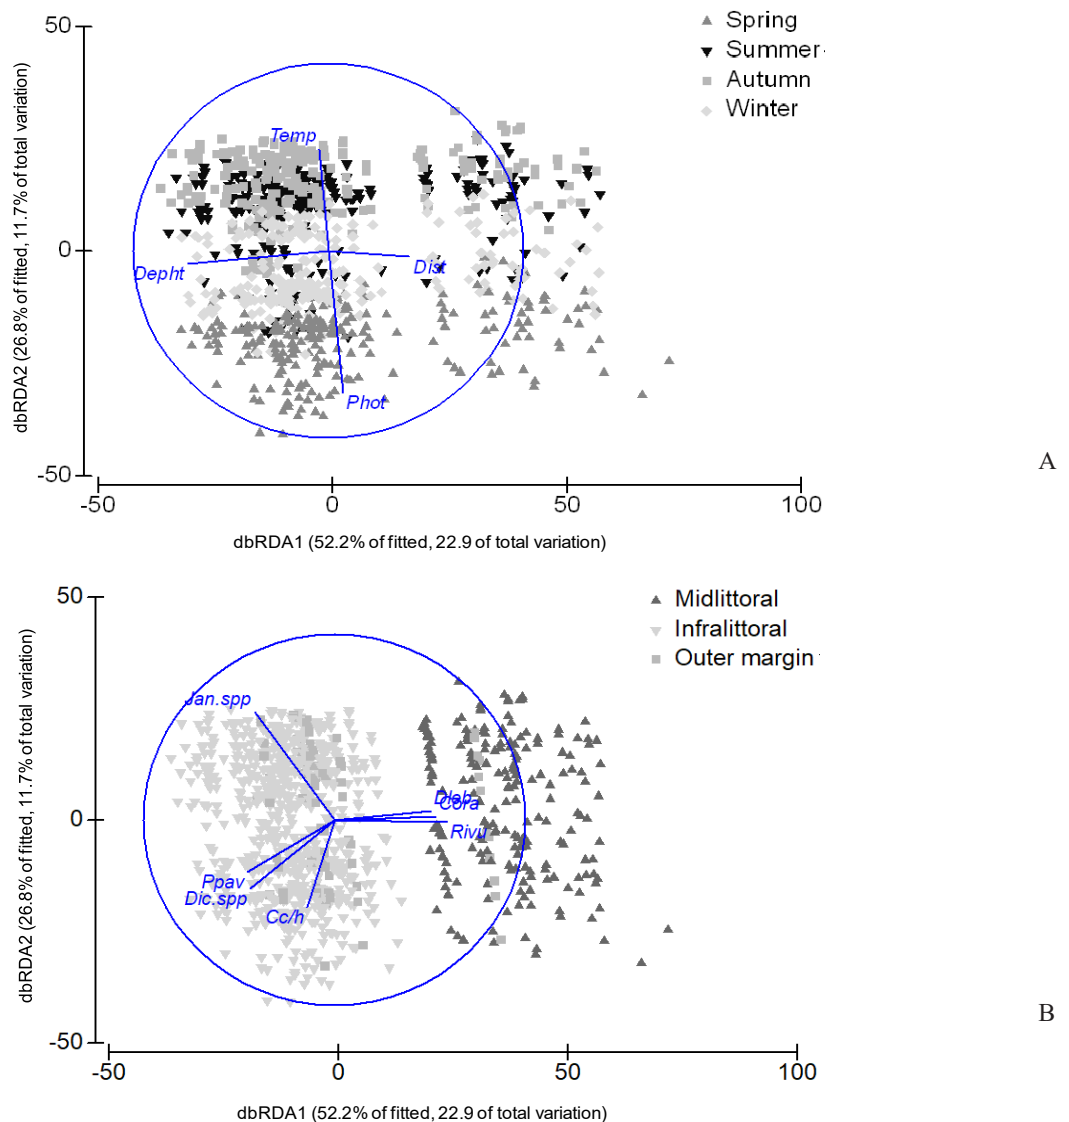 50
Spring
Summer
Autumn
Winter
Temp
0
Depht
Dist
Phot
-50
-50
0
50
100
dbRDA2 (26.8% of fitted, 11.7% of total variation)
dbRDA1 (52.2% of fitted, 22.9 of total variation)
A
50
Midlittoral
Infralittoral
Outer margin
Jan.spp
Dleb
Cora
0
Rivu
Ppav
Dic.spp
Cc/h
-50
-50
0
50
100
dbRDA2 (26.8% of fitted, 11.7% of total variation)
dbRDA1 (52.2% of fitted, 22.9 of total variation)
B